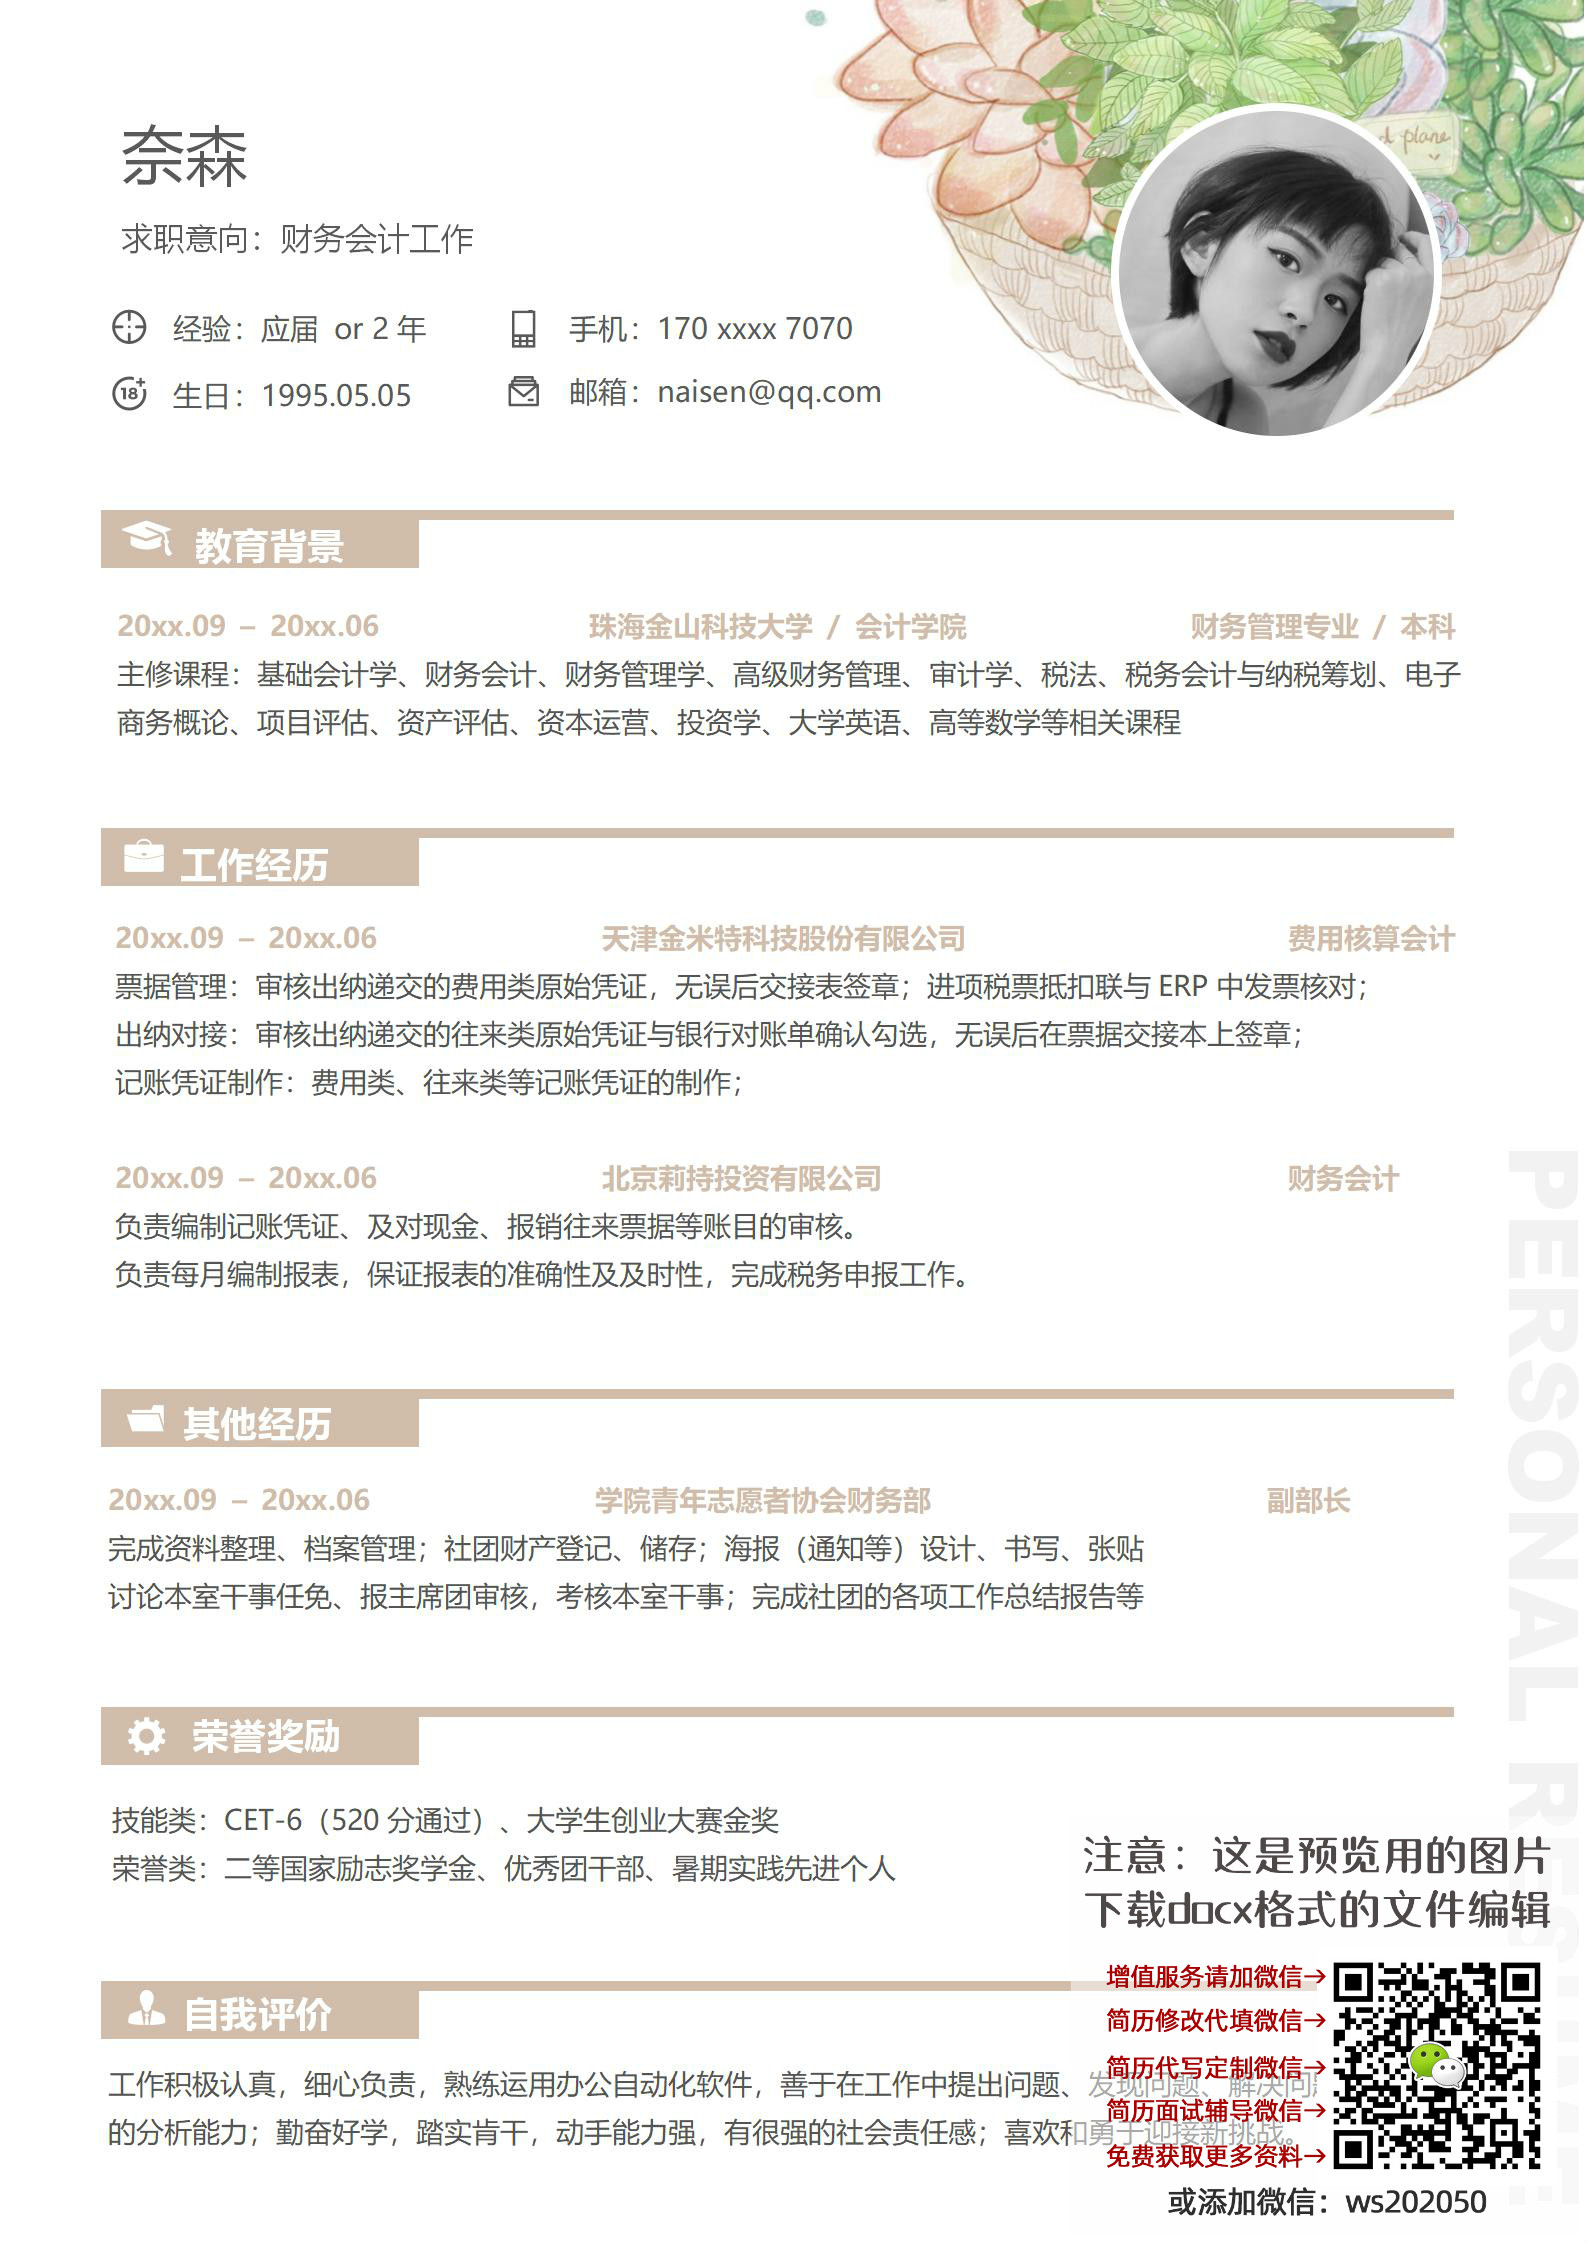 d plane
奈森
求职意向：财务会计工作
经验：应届 or 2 年
手机：170 xxxx 7070
18+
生日：1995.05.05
邮箱：naisen@qq.com
教育背景
20xx.09 – 20xx.06 珠海金山科技大学 / 会计学院 财务管理专业 / 本科
主修课程：基础会计学、财务会计、财务管理学、高级财务管理、审计学、税法、税务会计与纳税筹划、电子
商务概论、项目评估、资产评估、资本运营、投资学、大学英语、高等数学等相关课程
工作经历
20xx.09 – 20xx.06 天津金米特科技股份有限公司 费用核算会计
票据管理：审核出纳递交的费用类原始凭证，无误后交接表签章；进项税票抵扣联与 ERP 中发票核对；
出纳对接：审核出纳递交的往来类原始凭证与银行对账单确认勾选，无误后在票据交接本上签章；
记账凭证制作：费用类、往来类等记账凭证的制作；
20xx.09 – 20xx.06 北京莉持投资有限公司 财务会计
负责编制记账凭证、及对现金、报销往来票据等账目的审核。
负责每月编制报表，保证报表的准确性及及时性，完成税务申报工作。
其他经历
20xx.09 – 20xx.06 学院青年志愿者协会财务部 副部长
完成资料整理、档案管理；社团财产登记、储存；海报（通知等）设计、书写、张贴
讨论本室干事任免、报主席团审核，考核本室干事；完成社团的各项工作总结报告等
荣誉奖励
技能类：CET-6（520 分通过）、大学生创业大赛金奖
荣誉类：二等国家励志奖学金、优秀团干部、暑期实践先进个人
自我评价
工作积极认真，细心负责，熟练运用办公自动化软件，善于在工作中提出问题、发现问题、解决问
的分析能力；勤奋好学，踏实肯干，动手能力强，有很强的社会责任感；喜欢和勇于迎接新挑战。
PERSONAL
注意：这是预览用的图片
下载docx格式的文件编辑
增值服务请加微信→
简历修改代填微信→
简历代写定制微信→
简历面试辅导微信→
免费获取更多资料→
或添加微信：ws202050